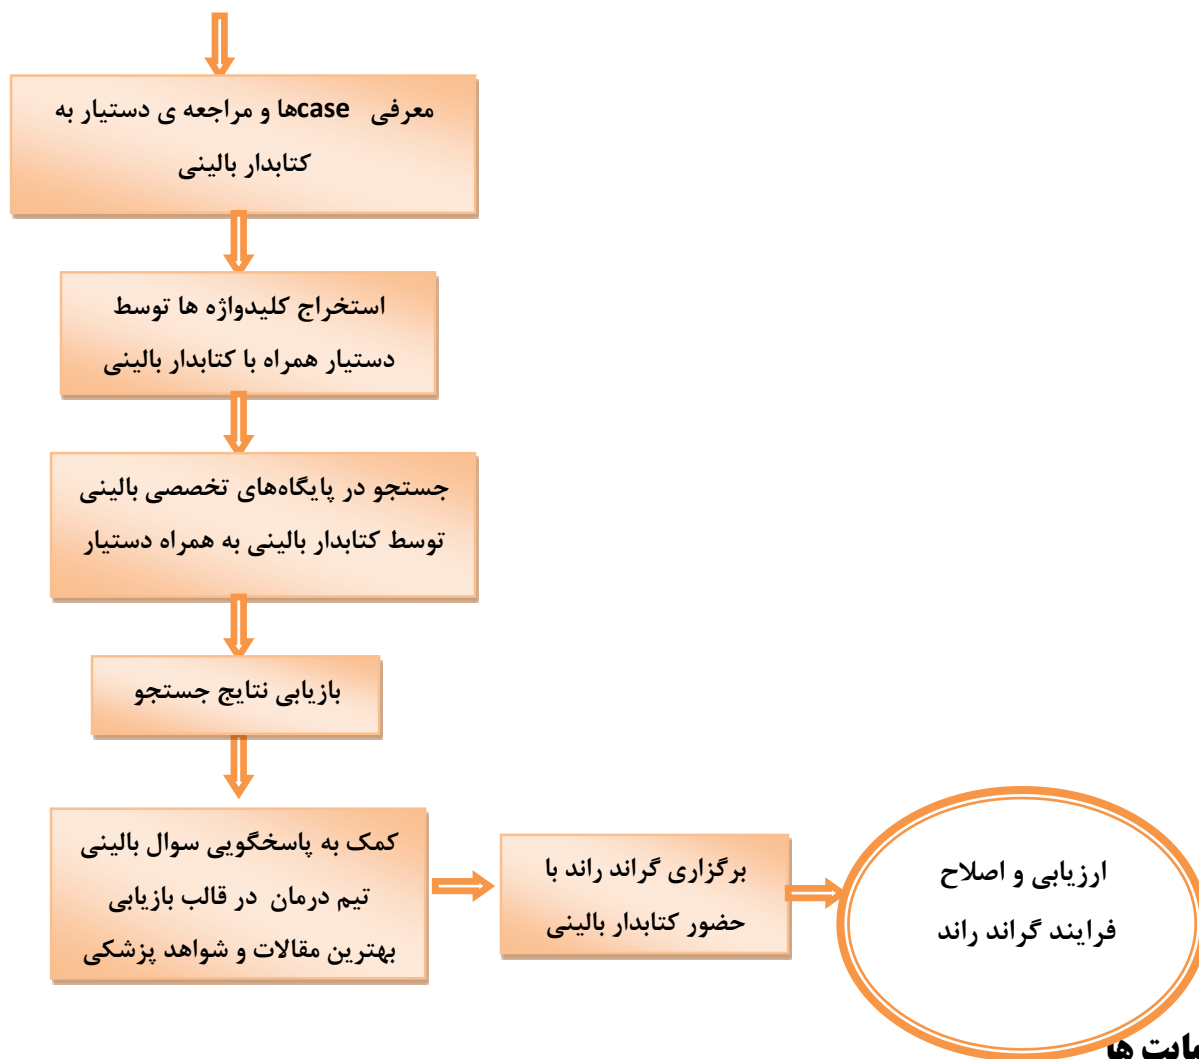 معرفی caseها و مراجعه ی دستیار به
کتابدار بالینی
استخراج کلیدواژه ها توسط
دستیار همراه با کتابدار بالینی
جستجو در پایگاه‌های تخصصی بالینی
توسط کتابدار بالینی به همراه دستیار
بازیابی نتایج جستجو
کمک به پاسخگویی سوال بالینی
تیم درمان در قالب بازیابی
بهترین مقالات و شواهد پزشکی
برگزاری گراند راند با
حضور کتابدار بالینی
ارزیابی و اصلاح
فرایند گراند راند
ها